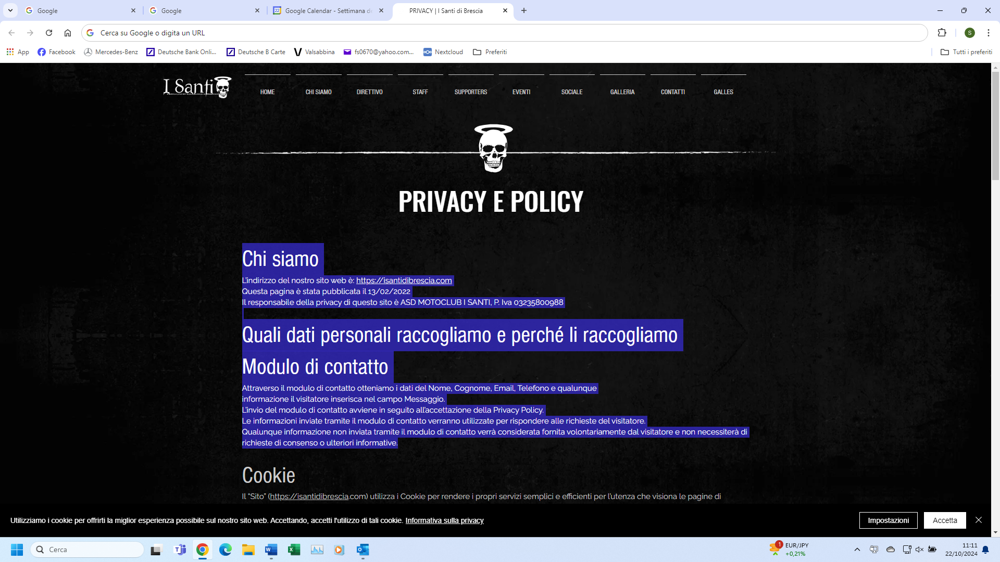 Google
Google
22
Google Calendar - Settimana de
PRIVACY | I Santi di Brescia
Cerca su Google o digita un URL
S
App
Facebook
Mercedes-Benz
Deutsche Bank Onli...
Deutsche B Carte
Valsabbina
fs0670@yahoo.com...
Nextcloud
Preferiti
Tutti i preferiti
I Santi
HOME
CHI SIAMO
DIRETTIVO
STAFF
SUPPORTERS
EVENTI
SOCIALE
GALLERIA
CONTATTI
GALLES
PRIVACY E POLICY
Chi siamo
L'indirizzo del nostro sito web è: https://isantidibrescia.com
Questa pagina è stata pubblicata il 13/02/2022
Il responsabile della privacy di questo sito è ASD MOTOCLUB I SANTI, P. Iva 03235800988
Quali dati personali raccogliamo e perché li raccogliamo
Modulo di contatto
Attraverso il modulo di contatto otteniamo i dati del Nome, Cognome, Email, Telefono e qualunque
informazione il visitatore inserisca nel campo Messaggio.
L'invio del modulo di contatto avviene in seguito all'accettazione della Privacy Policy.
Le informazioni inviate tramite il modulo di contatto verranno utilizzate per rispondere alle richieste del visitatore.
Qualunque informazione non inviata tramite il modulo di contatto verrà considerata fornita volontariamente dal visitatore e non necessiterà di
richieste di consenso o ulteriori informative.
Cookie
Il “Sito” (https://isantidibrescia.com) utilizza i Cookie per rendere i propri servizi semplici e efficienti per l'utenza che visiona le pagine di
Utilizziamo i cookie per offrirti la miglior esperienza possibile sul nostro sito web. Accettando, accetti l'utilizzo di tali cookie. Informativa sulla privacy
Impostazioni
Accetta
Cerca
1
EUR/JPY
+0,21%
11:11
22/10/2024